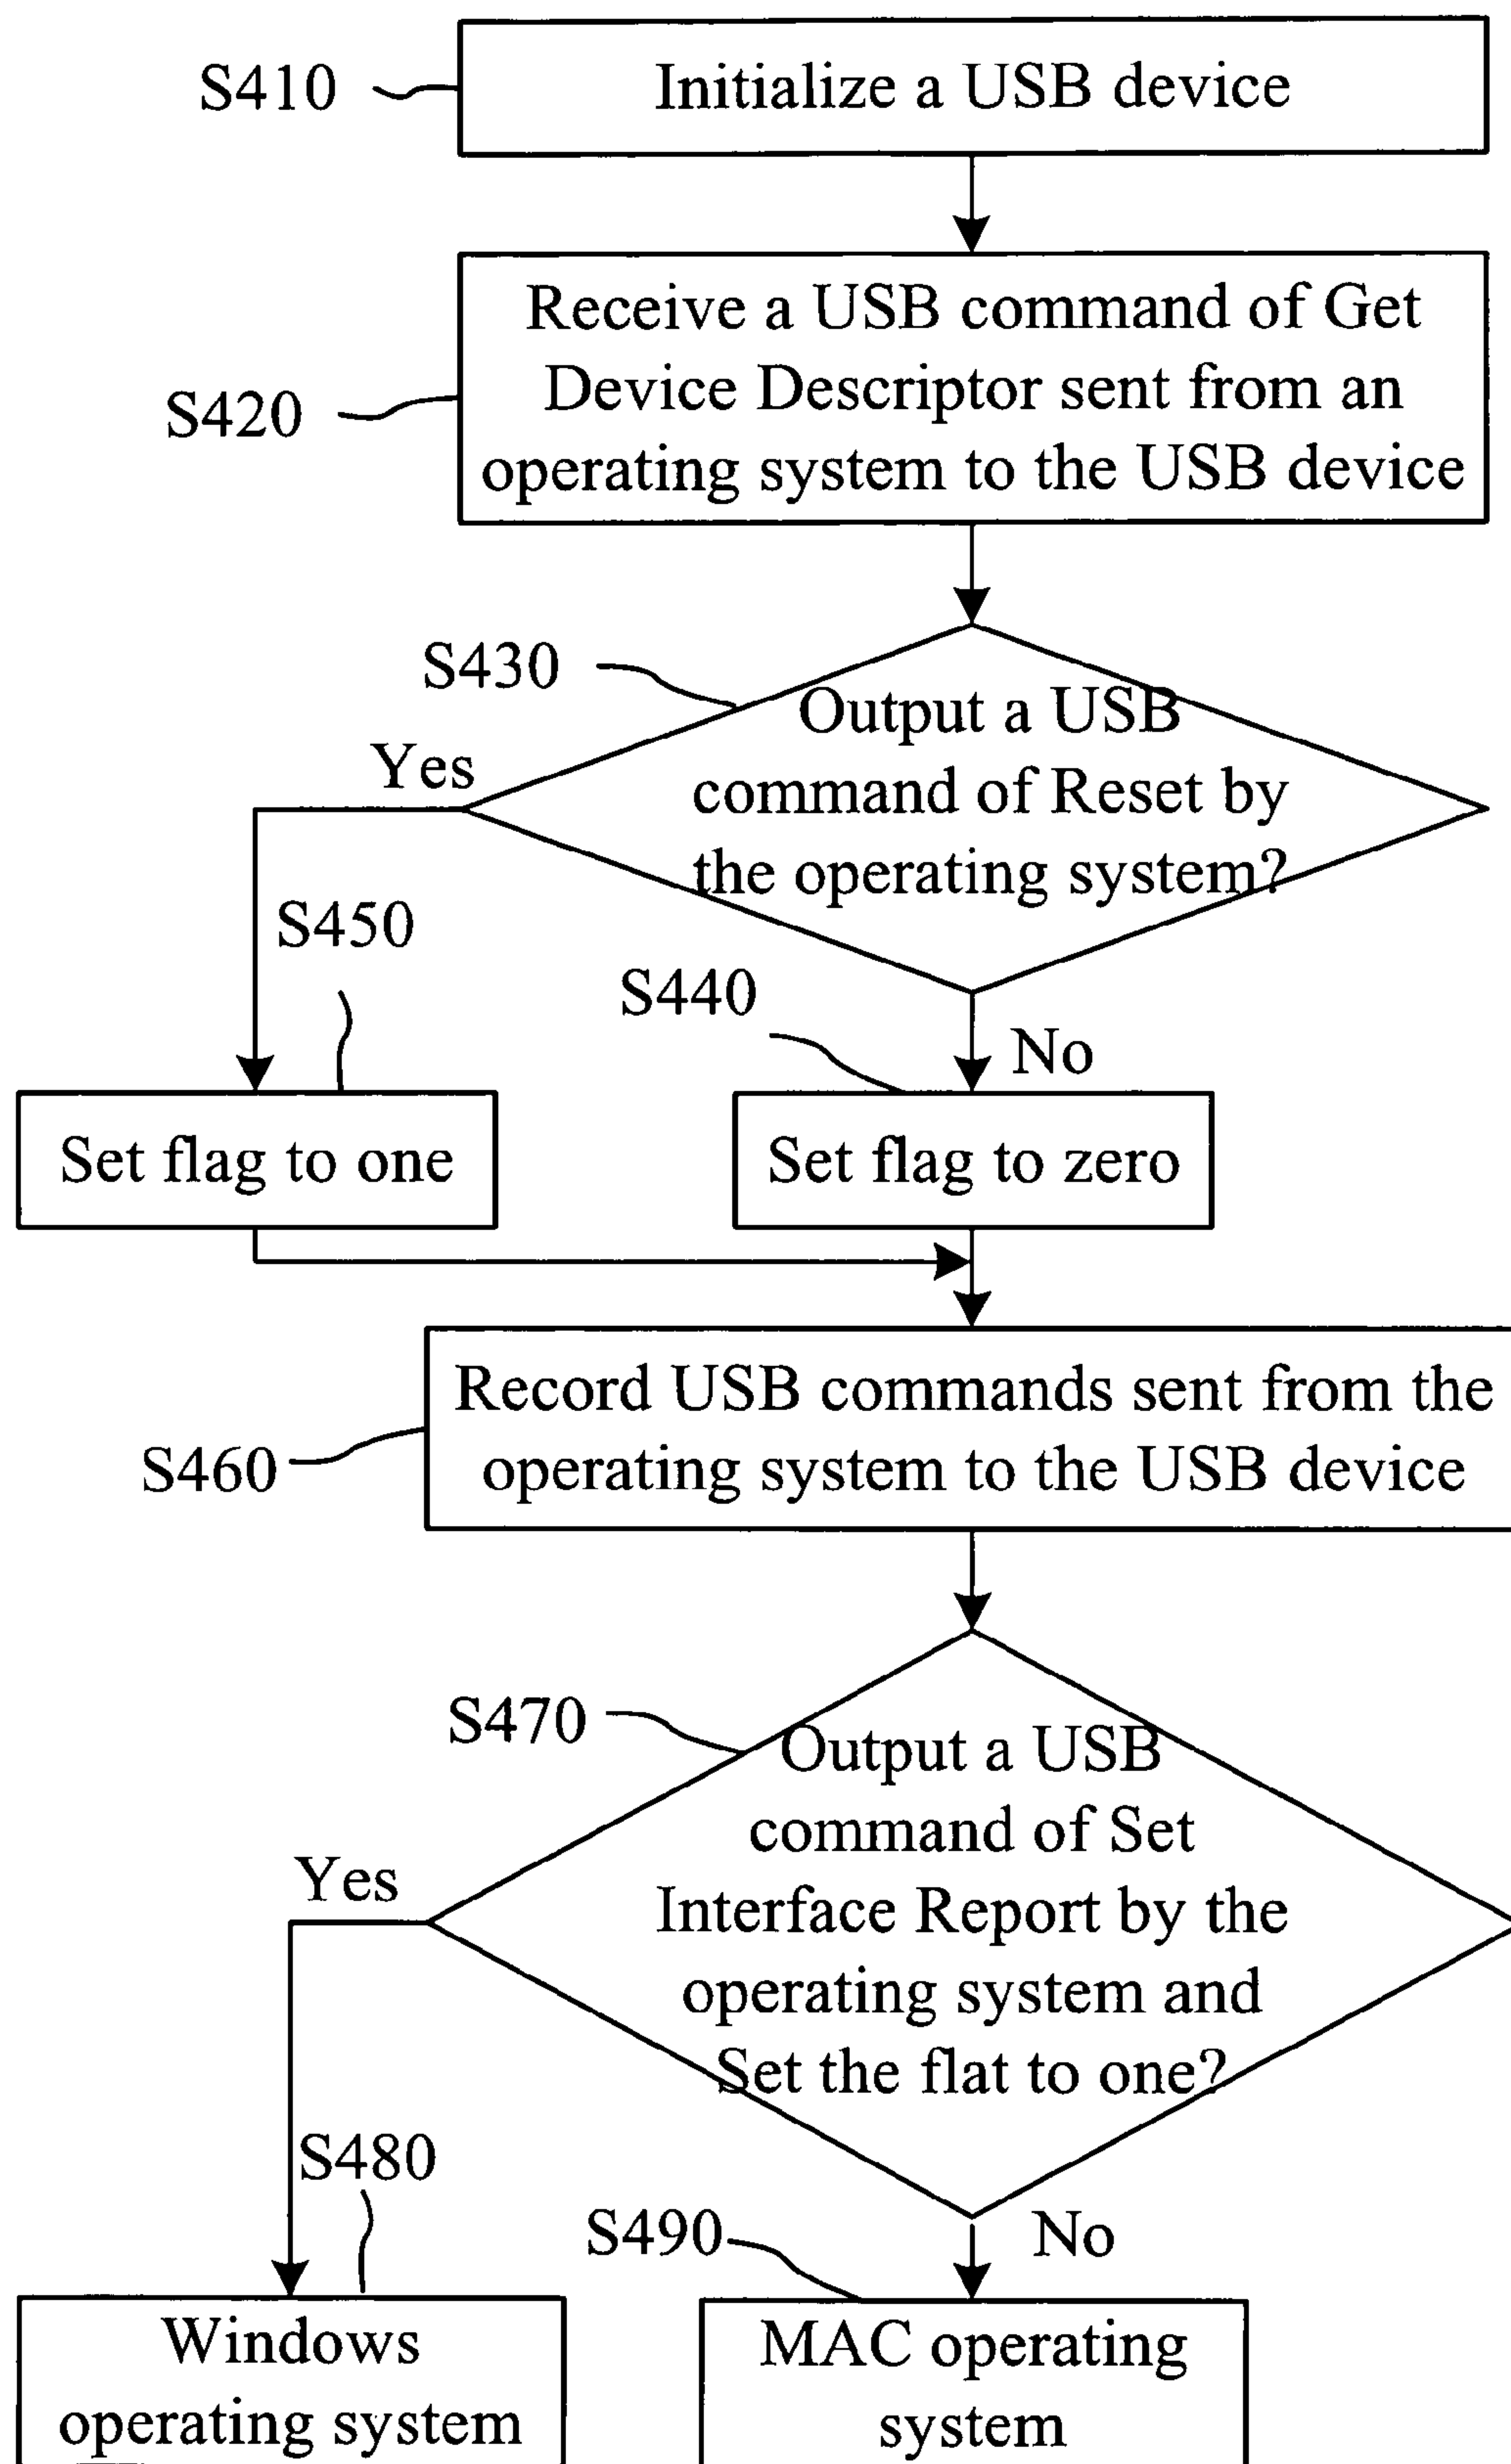 S410
Initialize a USB device
S420
Receive a USB command of Get
Device Descriptor sent from an
operating system to the USB device
S430
Output a USB
command of Reset by
the operating system?
Yes
S450
S440
No
Set flag to one
Set flag to zero
S460
Record USB commands sent from the
operating system to the USB device
S470
Output a USB
command of Set
Interface Report by the
operating system and
Set the flat to one?
Yes
S480
S490
No
Windows
operating system
MAC operating
system